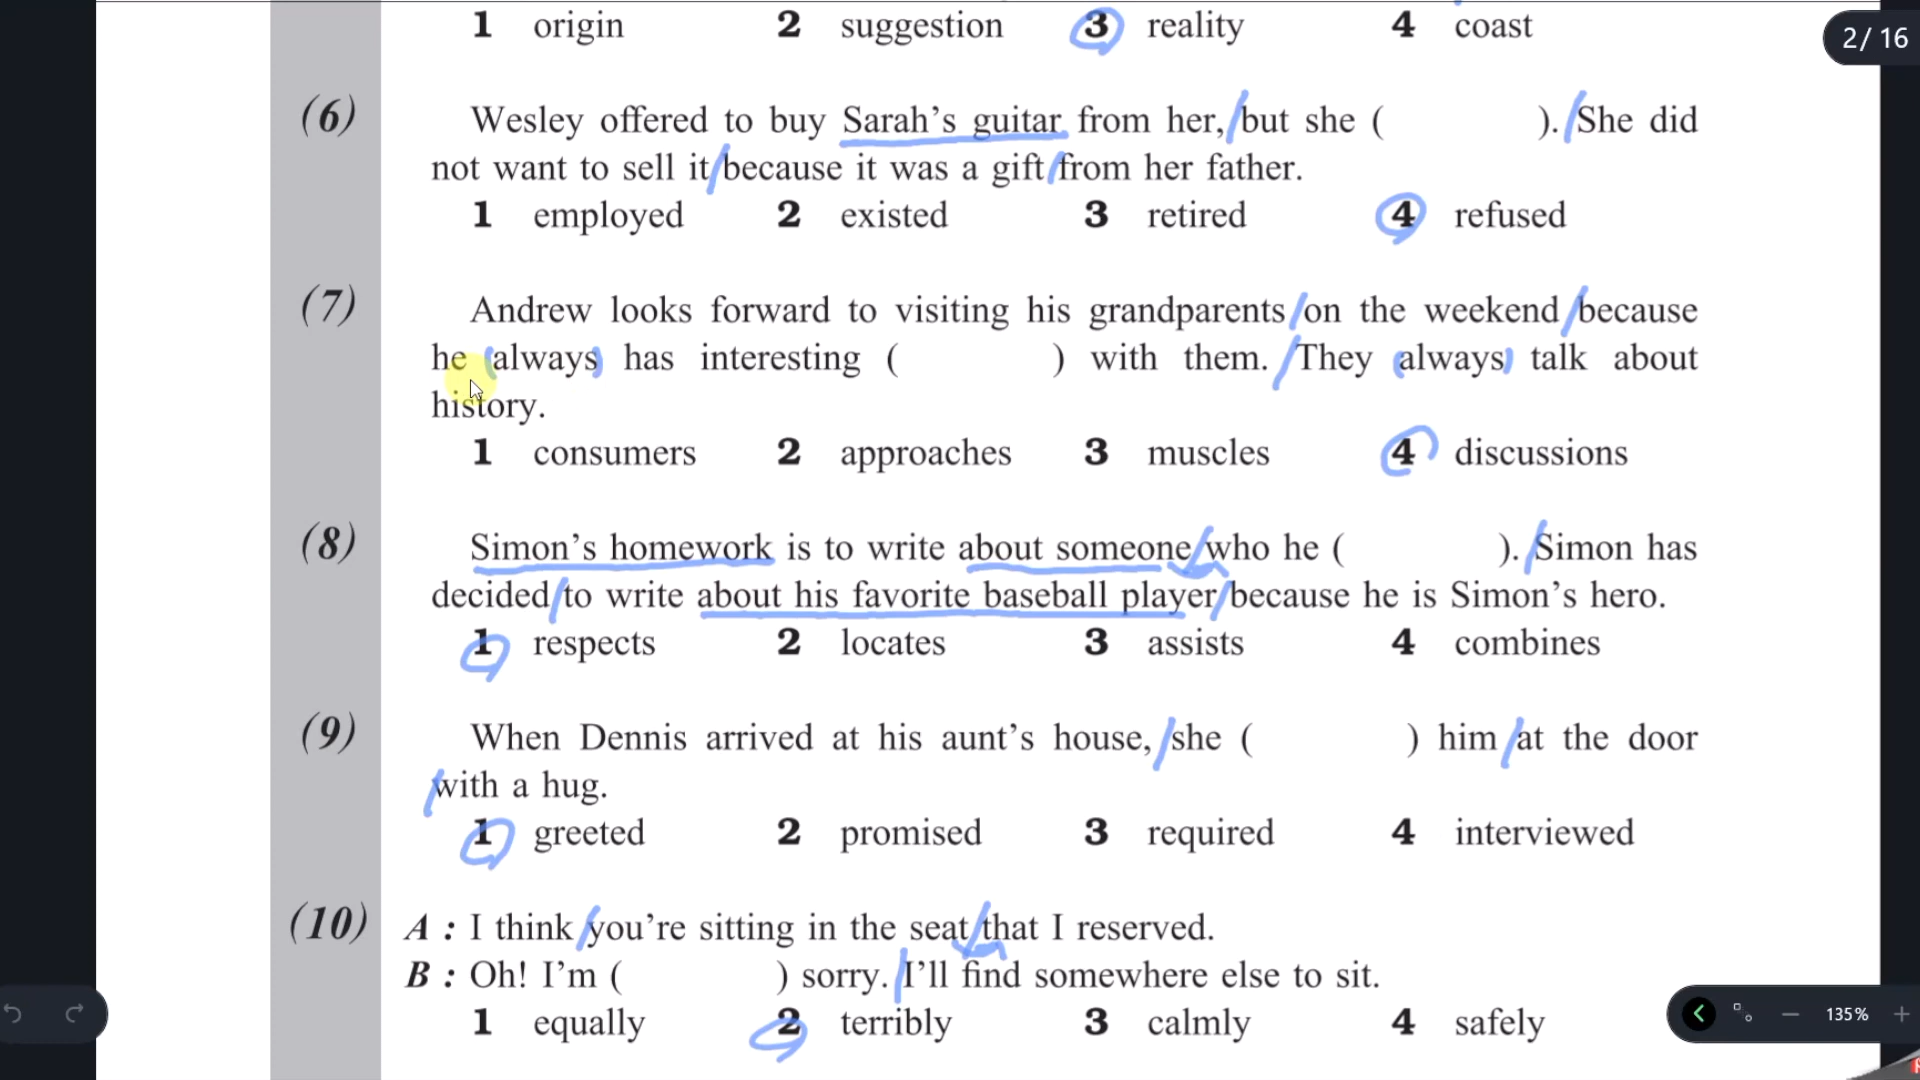 1 origin 2 suggestion 3 reality 4 coast
2/ 16
(6) Wesley offered to buy Sarah's guitar from her, but she ( ). She did
not want to sell it because it was a gift from her father.
1 employed 2 existed 3 retired 4 refused
(7) Andrew looks forward to visiting his grandparents on the weekend because
he always has interesting ( ) with them. They always talk about
history.
1 consumers 2 approaches 3 muscles 4 discussions
(8) Simon's homework is to write about someone who he ( ). Simon has
decided to write about his favorite baseball player because he is Simon's hero.
1 respects 2 locates 3 assists 4 combines
(9) When Dennis arrived at his aunt's house, she ( ) him at the door
with a hug.
1 greeted 2 promised 3 required 4 interviewed
(10) A : I think you're sitting in the seat that I reserved.
B : Oh! I'm ( ) sorry. I'll find somewhere else to sit.
1 equally 2 terribly 3 calmly 4 safely
135%